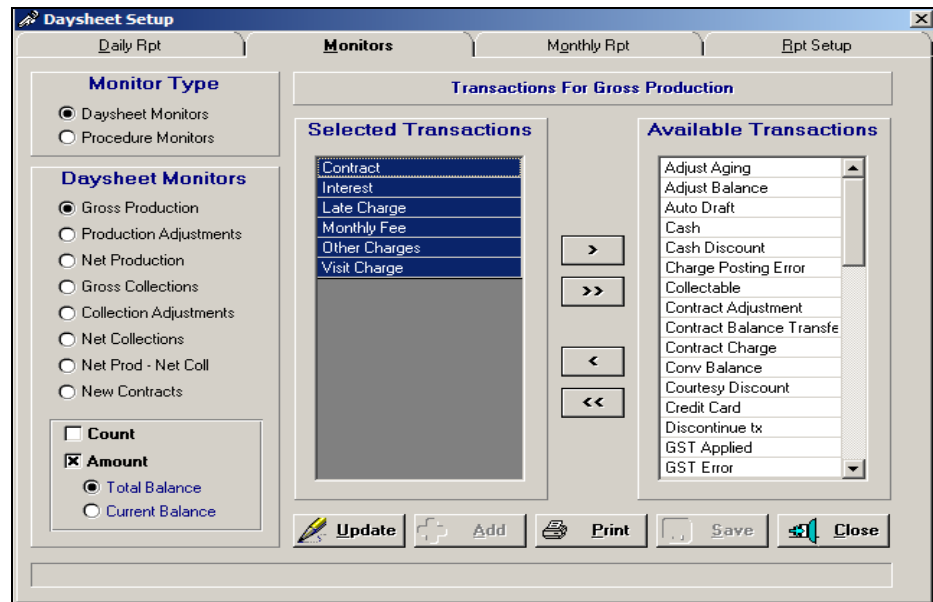 Daysheet Setup
Daily Rpt
Monitors
Monthly Rpt
Rpt Setup
Monitor Type
Daysheet Monitors
Procedure Monitors
Daysheet Monitors
Gross Production
Production Adjustments
Net Production
Gross Collections
Collection Adjustments
Net Collections
Net Prod - Net Coll
New Contracts
Count
Amount
Total Balance
Current Balance
Transactions For Gross Production
Selected Transactions
Contract
Interest
Late Charge
Monthly Fee
Other Charges
Visit Charge
>
>>
<
<<
Available Transactions
Adjust Aging
Adjust Balance
Auto Draft
Cash
Cash Discount
Charge Posting Error
Collectable
Contract Adjustment
Contract Balance Transfe
Contract Charge
Conv Balance
Courtesy Discount
Credit Card
Discontinue tx
GST Applied
GST Error
Update
Add
Print
Save
Close